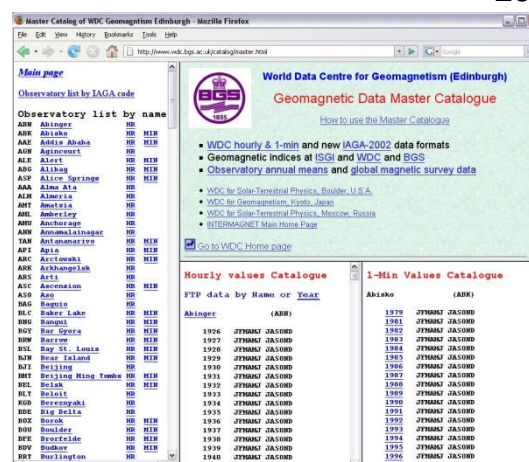 Master Catalog of WDC Geomagnetism Edinburgh - Mozilla Firefox
File Edit View History Bookmarks Tools Help
http://www.wdc.bgs.ac.uk/catalog/master.html
Google
Main page
Observatory list by IAGA code
Observatory list by name
ABN Abinger HR
ABK Abisko HR MIN
AAE Addis Ababa HR MIN
AGN Agincourt HR
ALE Alert HR MIN
ABG Alibag HR MIN
ASP Alice Springs HR MIN
AAA Alma Ata HR
ALM Almeria HR
AMT Amatsia HR
AML Amberley HR
AMU Anchorage HR
ANN Annamalainagar HR
TAN Antananarivo HR MIN
API Apia HR MIN
ARC Arctowski HR MIN
ARK Arkhangelsk HR
ARS Arti HR
ASC Ascension HR MIN
ASO Aso HR
BAG Baguio HR
BLC Baker Lake HR MIN
BNG Bangui HR MIN
BGY Bar Gyora HR MIN
BRW Barrow HR MIN
BSL Bay St. Louis HR MIN
BJN Bear Island HR MIN
BJI Beijing HR
BMT Beijing Ming Tombs HR MIN
BEL Belsk HR MIN
BLT Beloit HR
KGD Bereznyaki HR
BDE Big Delta HR
BOX Borok HR MIN
BOU Boulder HR MIN
BFE Brorfelde HR MIN
BDV Budkov HR MIN
BRT Burlington HR
BGS
1835
World Data Centre for Geomagnetism (Edinburgh)
Geomagnetic Data Master Catalogue
How to use the Master Catalogue
WDC hourly & 1-min and new IAGA-2002 data formats
Geomagnetic indices at ISGI and WDC and BGS
Observatory annual means and global magnetic survey data
WDC for Solar-Terrestrial Physics, Boulder, U.S.A.
WDC for Geomagnetism, Kyoto, Japan
WDC for Solar-Terrestrial Physics, Moscow, Russia
INTERMAGNET Main Home Page
Go to WDC Home page
Hourly values Catalogue
FTP data by Name or Year
Abinger (ABN)
1926 JFMAMJ JASOND
1927 JFMAMJ JASOND
1928 JFMAMJ JASOND
1929 JFMAMJ JASOND
1930 JFMAMJ JASOND
1931 JFMAMJ JASOND
1932 JFMAMJ JASOND
1933 JFMAMJ JASOND
1934 JFMAMJ JASOND
1935 JFMAMJ JASOND
1936 JFMAMJ JASOND
1937 JFMAMJ JASOND
1938 JFMAMJ JASOND
1939 JFMAMJ JASOND
1940 JFMAMJ JASOND
1-Min Values Catalogue
Abisko (ABK)
1979 JFMAMJ JASOND
1981 JFMAMJ JASOND
1982 JFMAMJ JASOND
1983 JFMAMJ JASOND
1984 JFMAMJ JASOND
1985 JFMAMJ JASOND
1986 JFMAMJ JASOND
1987 JFMAMJ JASOND
1988 JFMAMJ JASOND
1989 JFMAMJ JASOND
1990 JFMAMJ JASOND
1991 JFMAMJ JASOND
1992 JFMAMJ JASOND
1993 JFMAMJ JASOND
1994 JFMAMJ JASOND
1995 JFMAMJ JASOND
1996 JFMAMJ JASOND